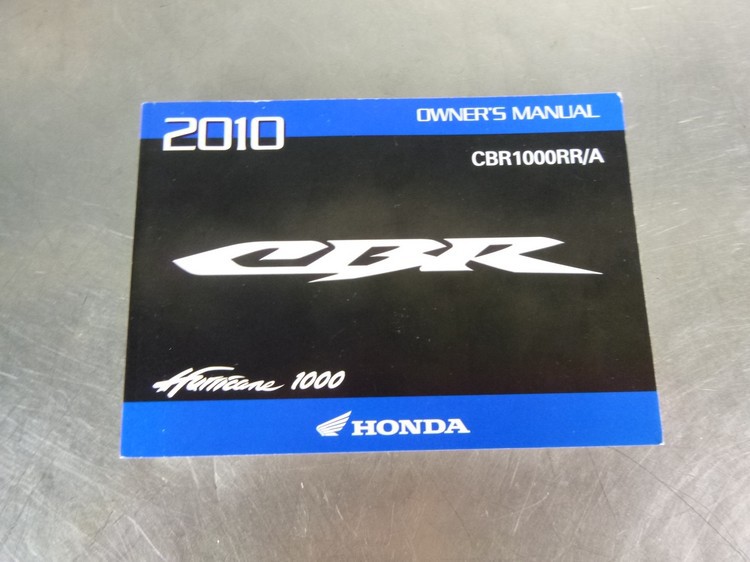 2010
OWNER'S MANUAL
CBR1000RR/A
CBR
Hurricane 1000
HONDA